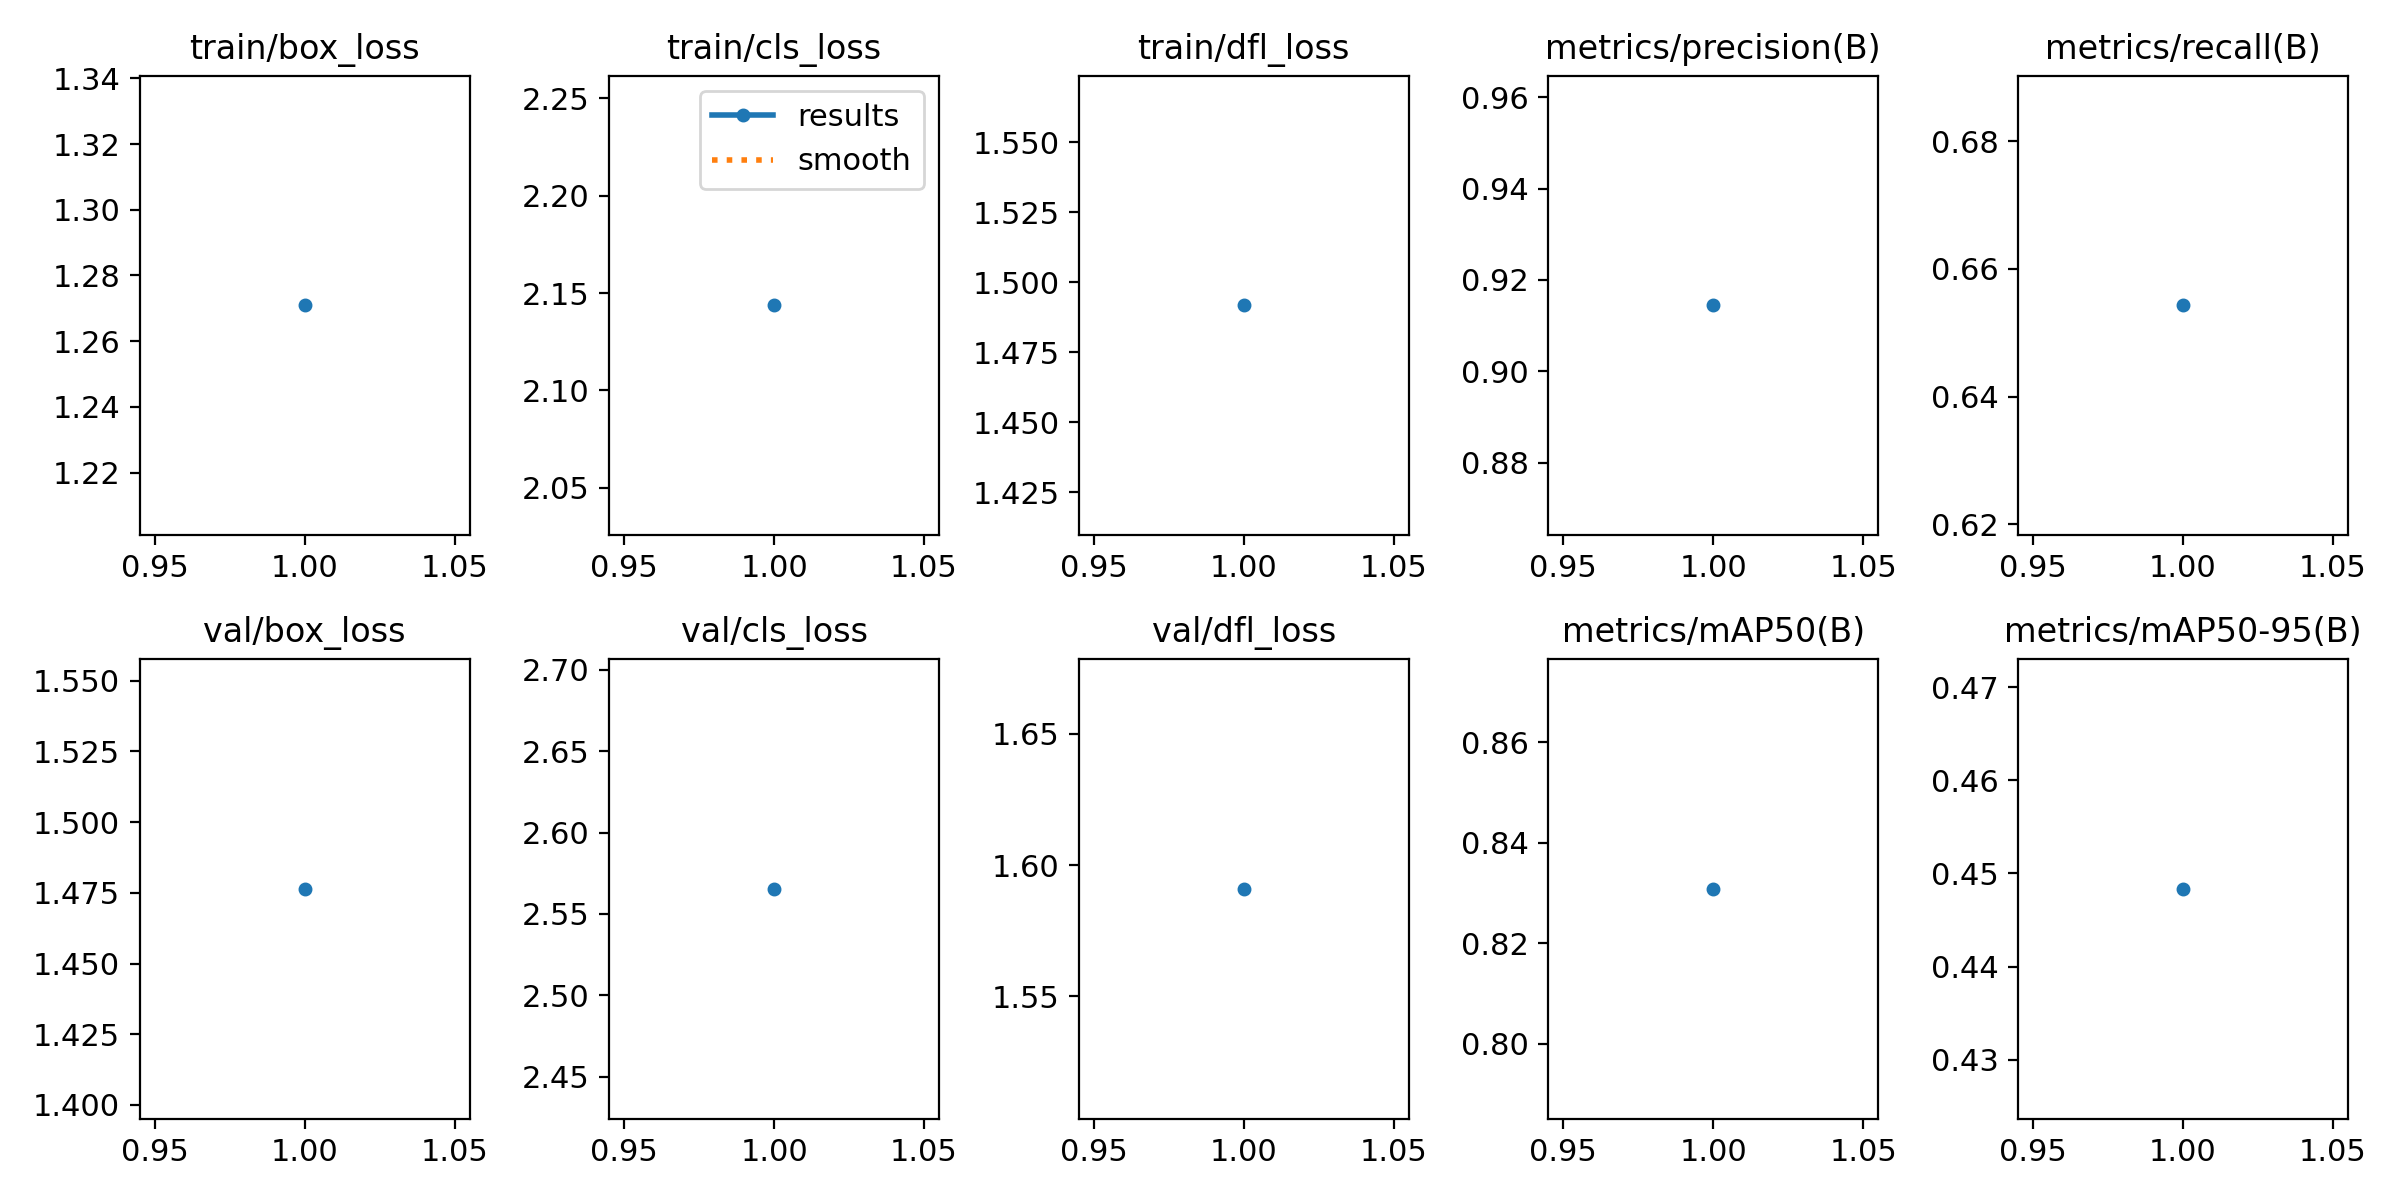 train/box_loss
1.34
1.32
1.30
1.28
1.26
1.24
1.22
0.95 1.00 1.05
train/cls_loss
results
smooth
2.25
2.20
2.15
2.10
2.05
0.95 1.00 1.05
train/dfl_loss
1.550
1.525
1.500
1.475
1.450
1.425
0.95 1.00 1.05
metrics/precision(B)
0.96
0.94
0.92
0.90
0.88
0.95 1.00 1.05
metrics/recall(B)
0.68
0.66
0.64
0.62
0.95 1.00 1.05
val/box_loss
1.550
1.525
1.500
1.475
1.450
1.425
1.400
0.95 1.00 1.05
val/cls_loss
2.70
2.65
2.60
2.55
2.50
2.45
0.95 1.00 1.05
val/dfl_loss
1.65
1.60
1.55
0.95 1.00 1.05
metrics/mAP50(B)
0.86
0.84
0.82
0.80
0.95 1.00 1.05
metrics/mAP50-95(B)
0.47
0.46
0.45
0.44
0.43
0.95 1.00 1.05